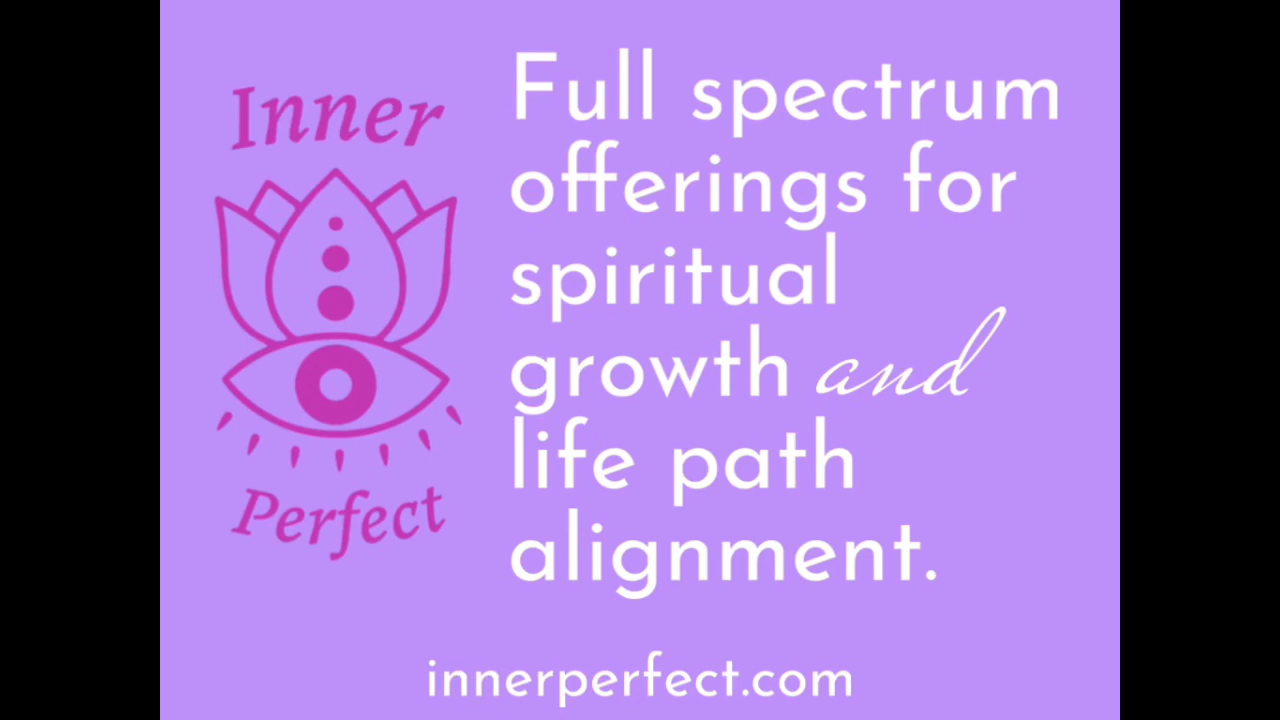 Inner
Perfect
Full spectrum
offerings for
spiritual
growth and
life path
alignment.
innerperfect.com